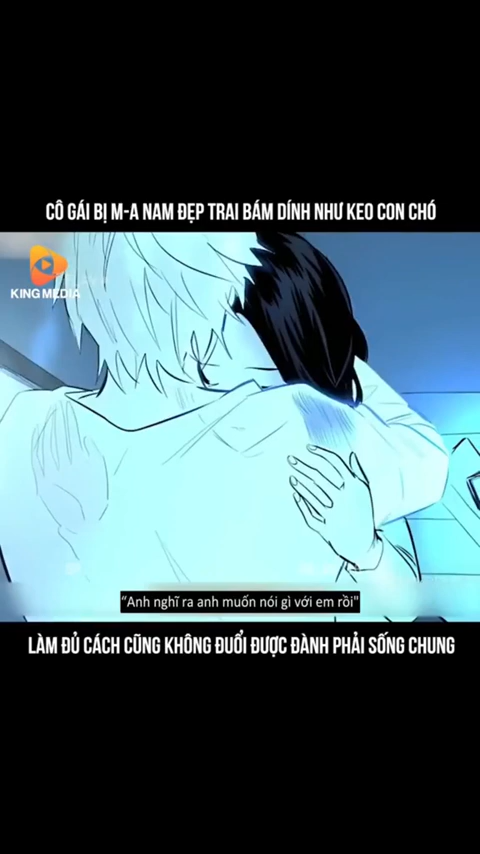 CÔ GÁI BỊ M-A NAM ĐẸP TRAI BÁM DÍNH NHƯ KEO CON CHÓ
KING MEDIA
“Anh nghĩ ra anh muốn nói gì với em rồi"
LÀM ĐỦ CÁCH CŨNG KHÔNG ĐUỔI ĐƯỢC ĐÀNH PHẢI SỐNG CHUNG